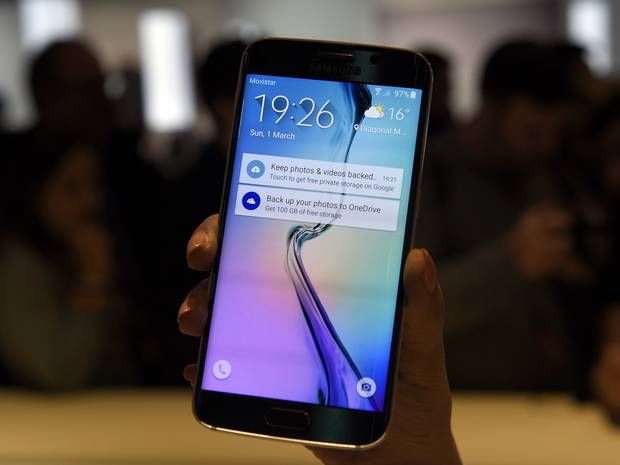 SAMSUNG
Movistar 97%
19:26 16°
Sun, 1 March Diagonal M...
Keep photos & videos backed.. 19:21
Touch to get free private storage on Google
Back up your photos to OneDrive
Get 100 GB of free storage